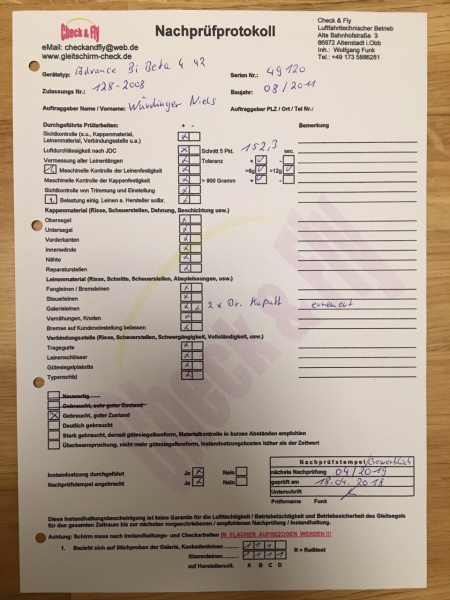 Check & Fly
eMail: checkandfly@web.de
www.gleitschirm-check.de
Nachprüfprotokoll
Check & Fly
Luftfahrttechnischer Betrieb
Alte Bahnhofstraße 3
86972 Altenstadt i.Obb
Inh.: Wolfgang Funk
Tel.: +49 173 5886281
Gerätetyp: Advance Bi Beta 4 42 Serien Nr.: 49120
Zulassungs Nr.: 128-2008 Baujahr: 08/2011
Auftraggeber Name / Vorname: Würdinger Niels Auftraggeber PLZ / Ort / Tel Nr.:
Durchgeführte Prüfarbeiten: + - Bemerkung
Sichtkontrolle (s.u., Kappenmaterial,
Leinenmaterial, Verbindungsstelle u.a.)
Luftdurchlässigkeit nach JDC Schnitt 5 Pkt. 152,3 sec.
Vermessung aller Leinenlängen Toleranz + -
Maschinelle Kontrolle der Leinenfestigkeit >8g >12g
Maschinelle Kontrolle der Kappenfestigkeit > 900 Gramm + -
Sichtkontrolle von Trimmung und Einstellung
1. Belastung einig. Leinen a. Hersteller sollbr.
Kappenmaterial (Risse, Scheuerstellen, Dehnung, Beschichtung usw.)
Obersegel
Untersegel
Vorderkanten
Innenwände
Nähte
Reparaturstellen
Leinenmaterial (Risse, Schnitte, Scheuerstellen, Abspleissungen, usw.)
Fangleinen / Bremsleinen
Steuerleinen
Galerieleinen 2 x Br. Kaputt erneuert
Vernähungen, Knoten
Bremse auf Kundeneinstellung belassen
Verbindungsstelle (Risse, Scheuerstellen, Schwergängigkeit, Vollständigkeit, usw.)
Tragegurte
Leinenschlösser
Gütesiegelplakette
Typenschild
Neuwertig
Gebraucht, sehr guter Zustand
Gebraucht, guter Zustand
Deutlich gebraucht
Stark gebraucht, derzeit gütesiegelkonform, Materialkontrolle in kurzen Abständen empfohlen
Überbeanspruchung, nicht mehr gütesiegelkonform, Instandsetzungskosten höher als der Zeitwert
Nachprüfstempel/Gewerblich
nächste Nachprüfung 04/2019
geprüft am 18.04.2018
Unterschrift
Prüfername Funk
Instandsetzung durchgeführt Ja Nein
Nachprüfstempel angebracht Ja Nein
Diese Instandhaltungsbescheinigung ist keine Garantie für die Lufttüchtigkeit / Betriebstüchtigkeit und Betriebssicherheit des Gleitsegels
für den gesamten Zeitraum bis zur nächsten vorgeschriebenen / empfohlenen Nachprüfung / Instandhaltung.
Achtung: Schirm muss nach Instandhaltungs- und Checkarbeiten IN FLACHEN AUFGEZOGEN WERDEN !!!
1. Bezieht sich auf Stichproben der Galerie, Kaskadenleinen
Stammleinen R = Reißtest
auf Herstellersoll. A B C D